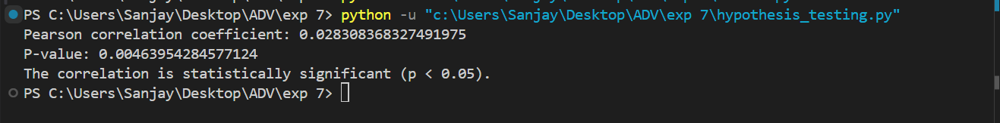 PS C:\Users\Sanjay\Desktop\ADV\exp 7> python -u "c:\Users\Sanjay\Desktop\ADV\exp 7\hypothesis_testing.py"
Pearson correlation coefficient: 0.028308368327491975
P-value: 0.00463954284577124
The correlation is statistically significant (p < 0.05).
PS C:\Users\Sanjay\Desktop\ADV\exp 7>